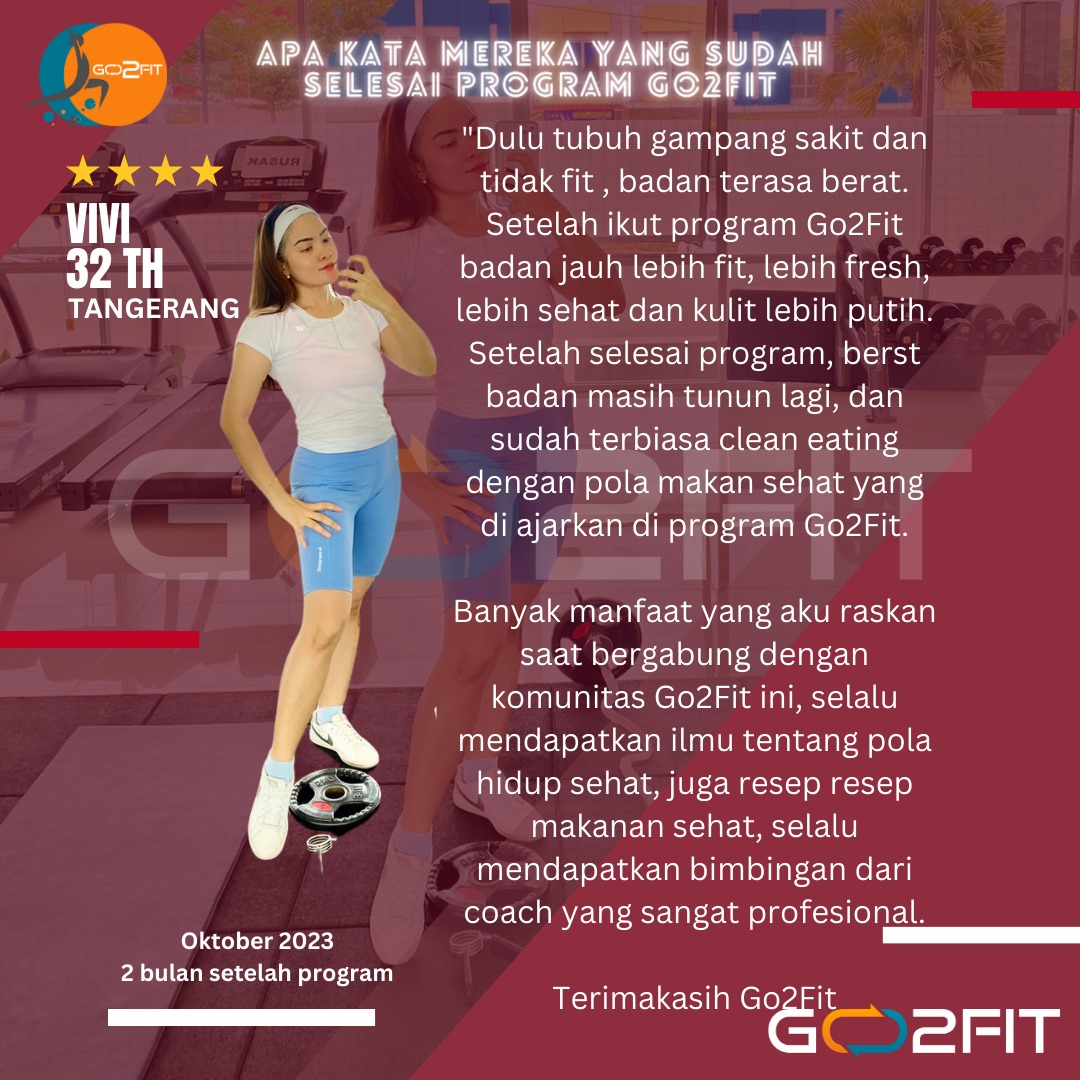 GO2FIT
APA KATA MEREKA YANG SUDAH
SELESAI PROGRAM GO2FIT
VIVI
32 TH
TANGERANG
RUSAK
"Dulu tubuh gampang sakit dan
tidak fit , badan terasa berat.
Setelah ikut program Go2Fit
badan jauh lebih fit, lebih fresh,
lebih sehat dan kulit lebih putih.
Setelah selesai program, berst
badan masih tunun lagi, dan
sudah terbiasa clean eating
dengan pola makan sehat yang
di ajarkan di program Go2Fit.
Banyak manfaat yang aku raskan
saat bergabung dengan
komunitas Go2Fit ini, selalu
mendapatkan ilmu tentang pola
hidup sehat, juga resep resep
makanan sehat, selalu
mendapatkan bimbingan dari
coach yang sangat profesional.
Terimakasih Go2Fit
GO2FIT
Oktober 2023
2 bulan setelah program
GO2FIT